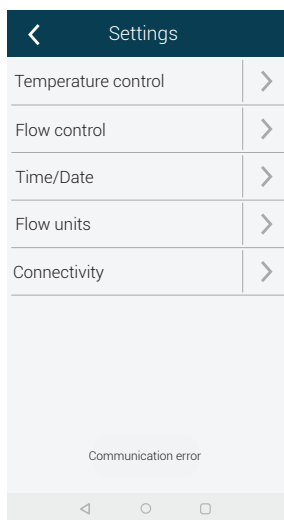 Settings
Temperature control
Flow control
Time/Date
Flow units
Connectivity
Communication error